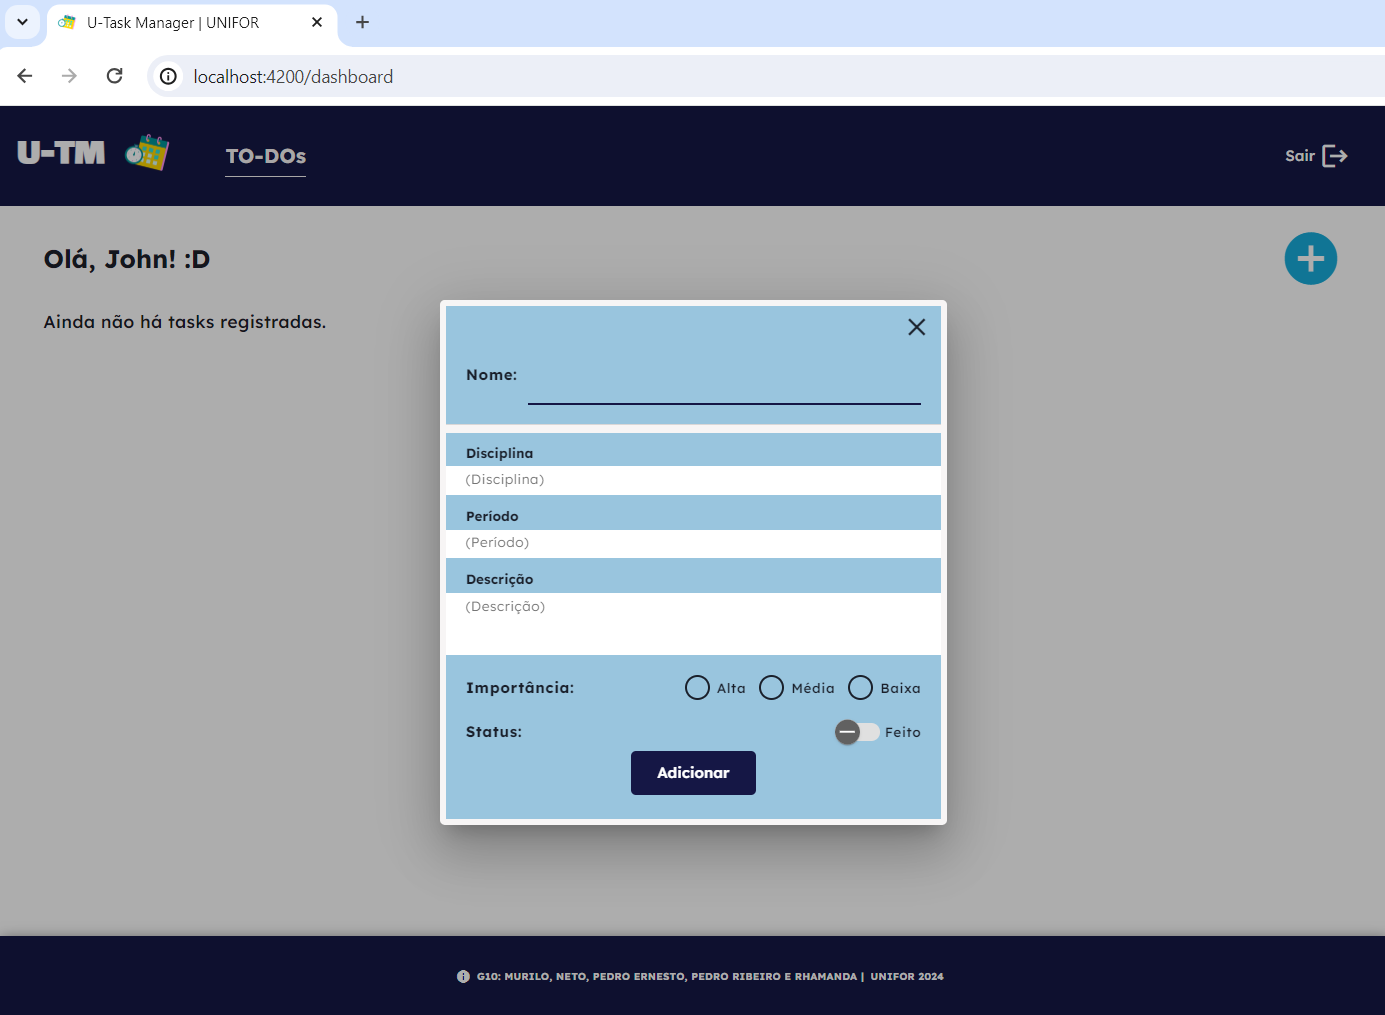 U-Task Manager | UNIFOR
localhost:4200/dashboard
U-TM
TO-DOs
Sair
Olá, John! :D
Ainda não há tasks registradas.
Nome:
Disciplina
(Disciplina)
Período
(Período)
Descrição
(Descrição)
Importância:
Alta
Média
Baixa
Status:
Feito
Adicionar
G10: MURILO, NETO, PEDRO ERNESTO, PEDRO RIBEIRO E RHAMANDA | UNIFOR 2024